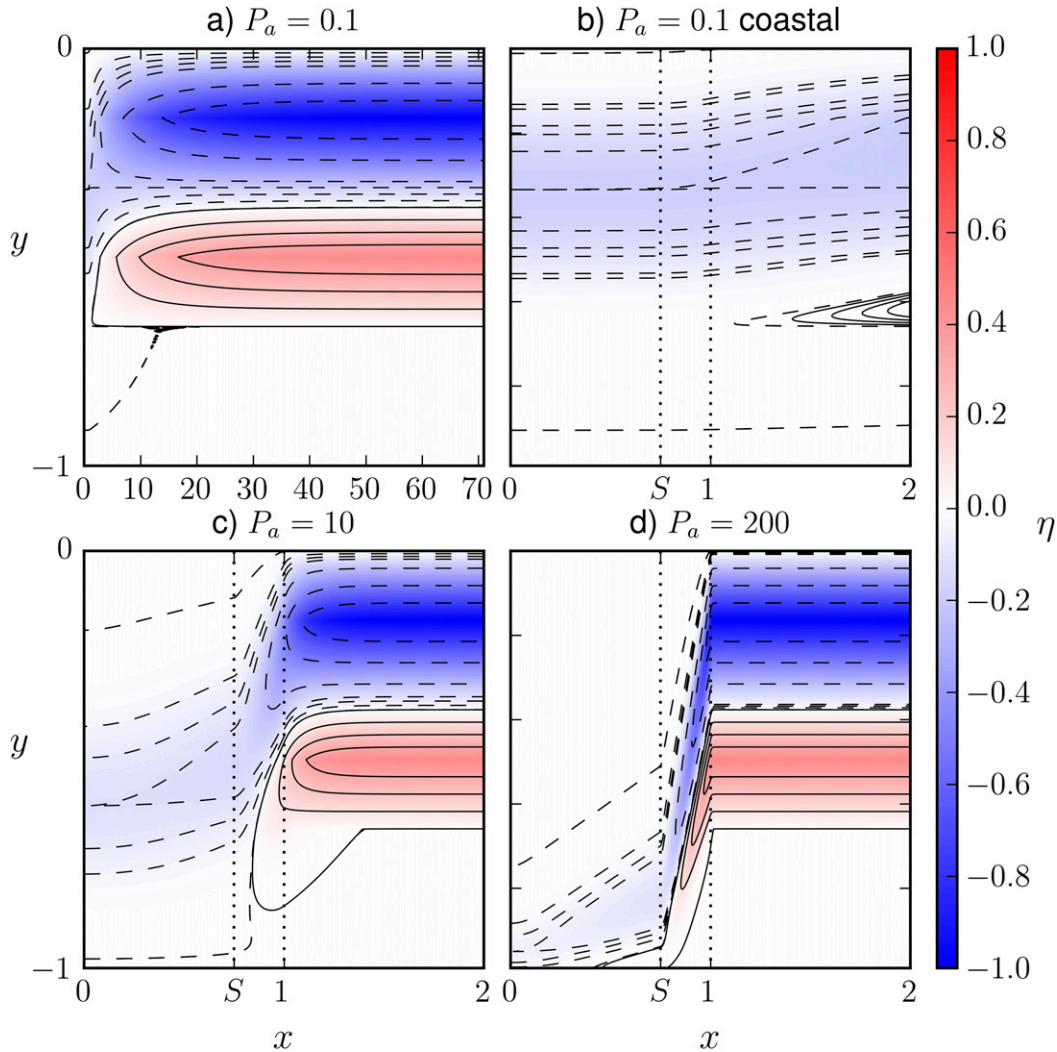 a) P_a = 0.1
b) P_a = 0.1 coastal
0
y
−1
0 10 20 30 40 50 60 70
0 S 1 2
c) P_a = 10
d) P_a = 200
0
y
−1
0 S 1 2
x
0 S 1 2
x
1.0
0.8
0.6
0.4
0.2
0.0
−0.2
−0.4
−0.6
−0.8
−1.0
η